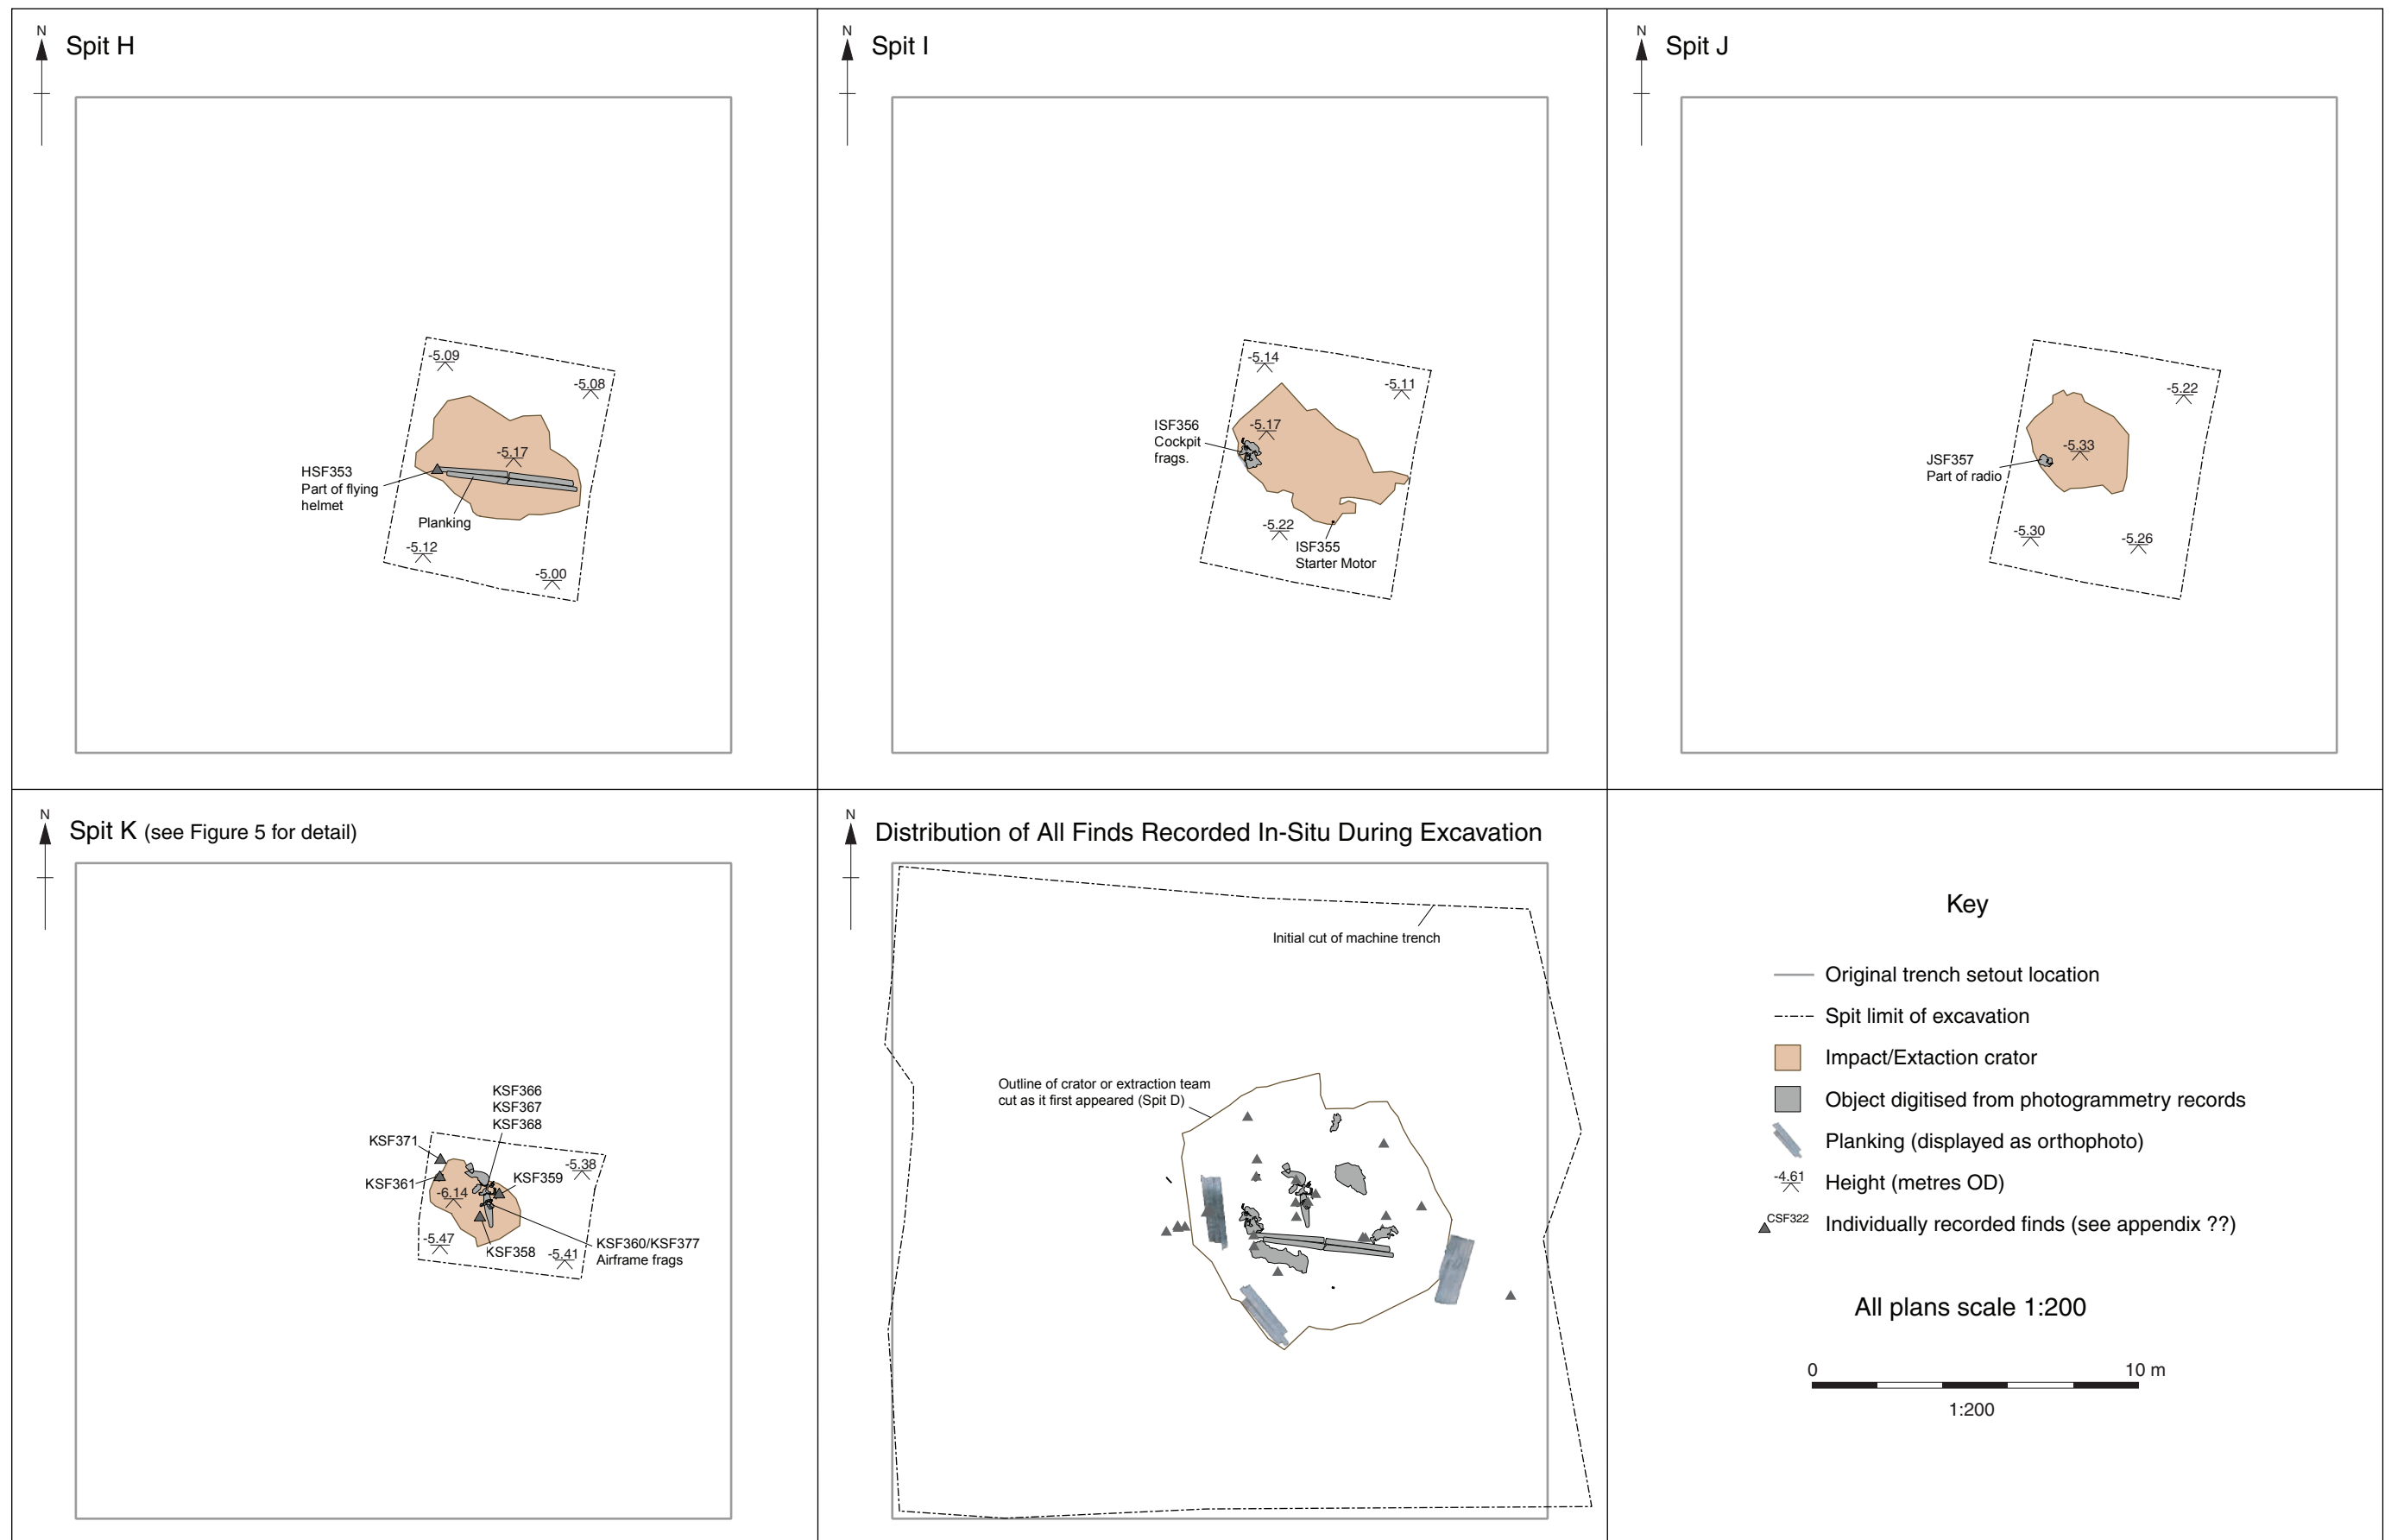 N
Spit H
-5.09
-5.08
-5.17
HSF353
Part of flying
helmet
Planking
-5.12
-5.00
N
Spit I
-5.14
-5.11
ISF356
Cockpit
frags.
-5.17
-5.22
ISF355
Starter Motor
N
Spit J
-5.22
-5.33
JSF357
Part of radio
-5.30
-5.26
N
Spit K (see Figure 5 for detail)
KSF366
KSF367
KSF368
KSF371
-5.38
KSF361
KSF359
-6.14
-5.47
KSF358
-5.41
KSF360/KSF377
Airframe frags
N
Distribution of All Finds Recorded In-Situ During Excavation
Initial cut of machine trench
Outline of crator or extraction team
cut as it first appeared (Spit D)
Key
Original trench setout location
Spit limit of excavation
Impact/Extaction crator
Object digitised from photogrammetry records
Planking (displayed as orthophoto)
-4.61 Height (metres OD)
CSF322 Individually recorded finds (see appendix ??)
All plans scale 1:200
0 10 m
1:200